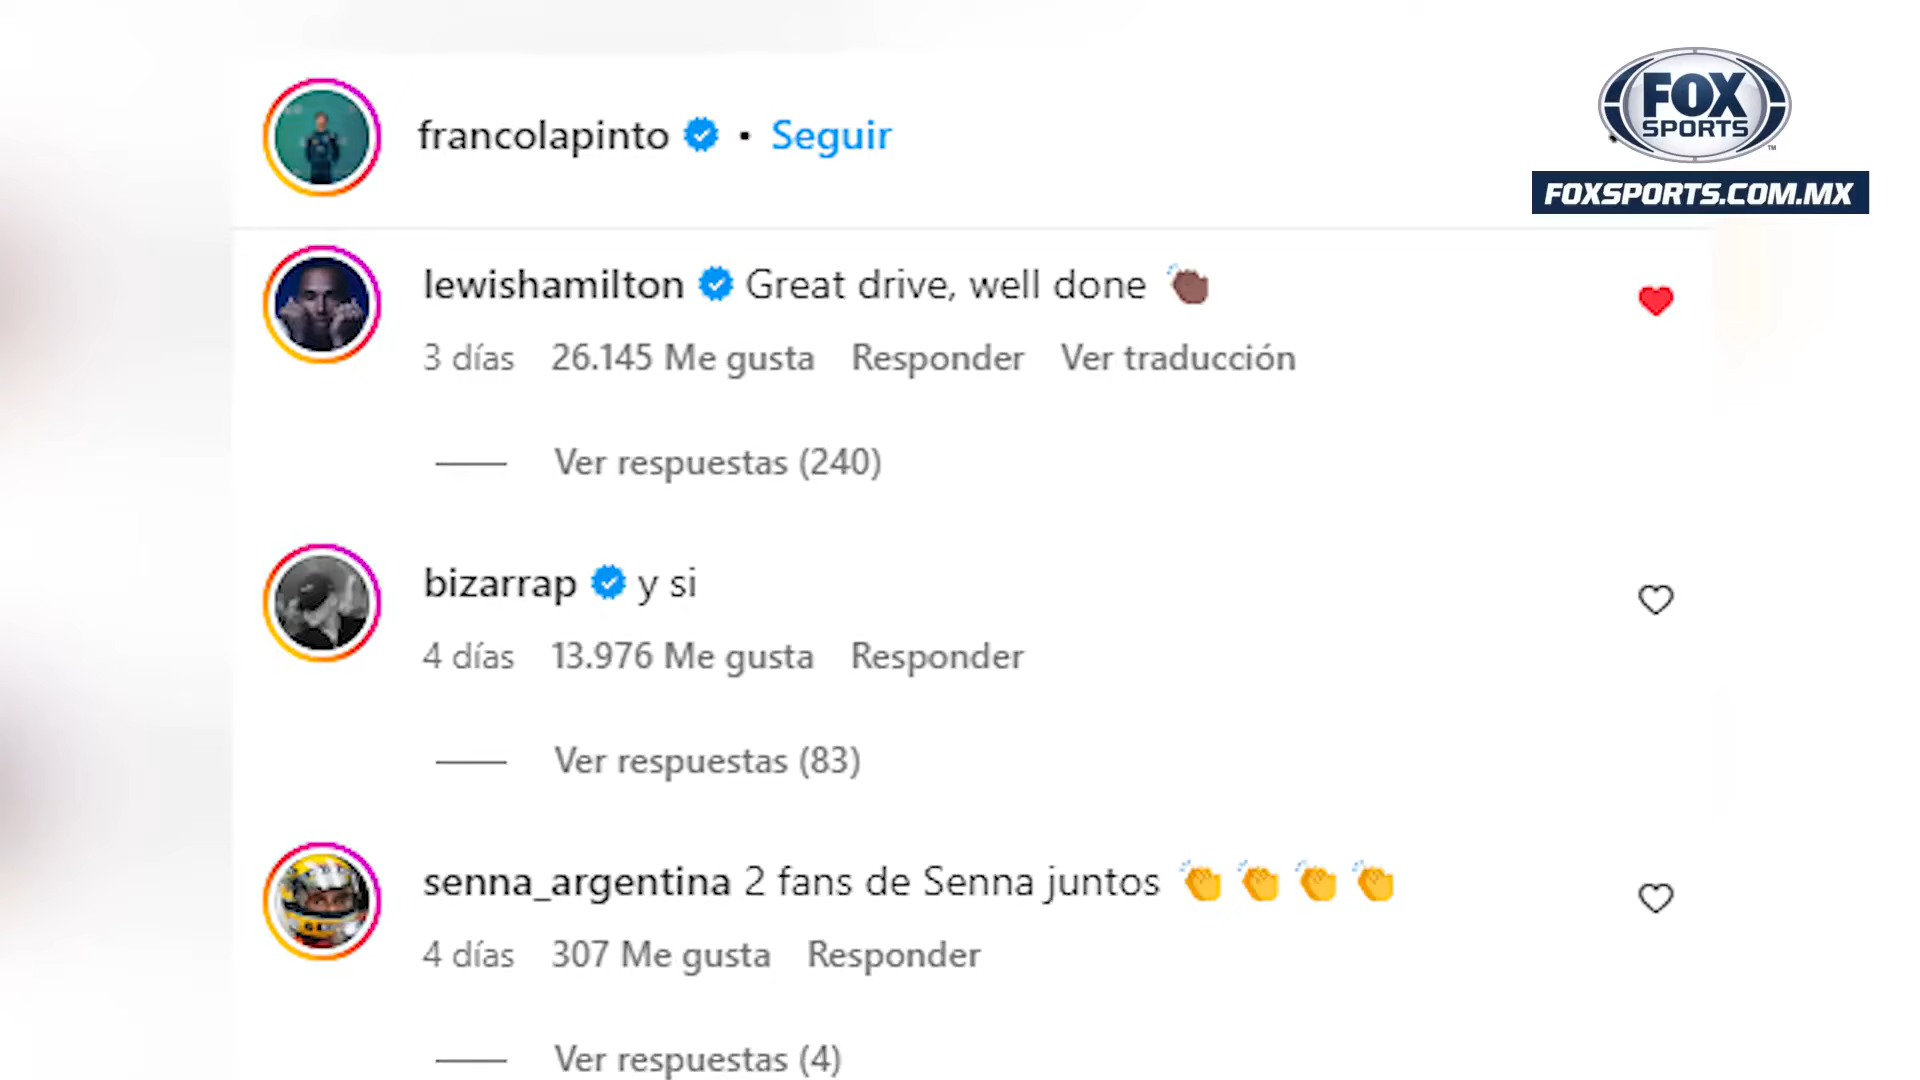 FOX
SPORTS
™
FOXSPORTS.COM.MX
francolapinto • Seguir
lewishamilton Great drive, well done 👏🏿
3 días 26.145 Me gusta Responder Ver traducción
Ver respuestas (240)
bizarrap y si
4 días 13.976 Me gusta Responder
Ver respuestas (83)
senna_argentina 2 fans de Senna juntos 👏👏👏👏
4 días 307 Me gusta Responder
Ver respuestas (4)